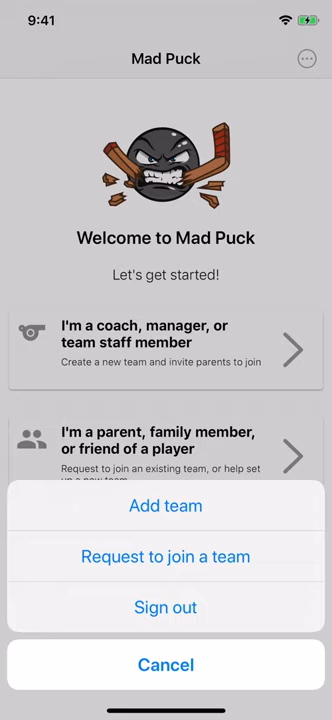 9:41
Mad Puck
Welcome to Mad Puck
Let's get started!
I'm a coach, manager, or
team staff member
Create a new team and invite parents to join
I'm a parent, family member,
or friend of a player
Request to join an existing team, or help set
up a new team
Add team
Request to join a team
Sign out
Cancel